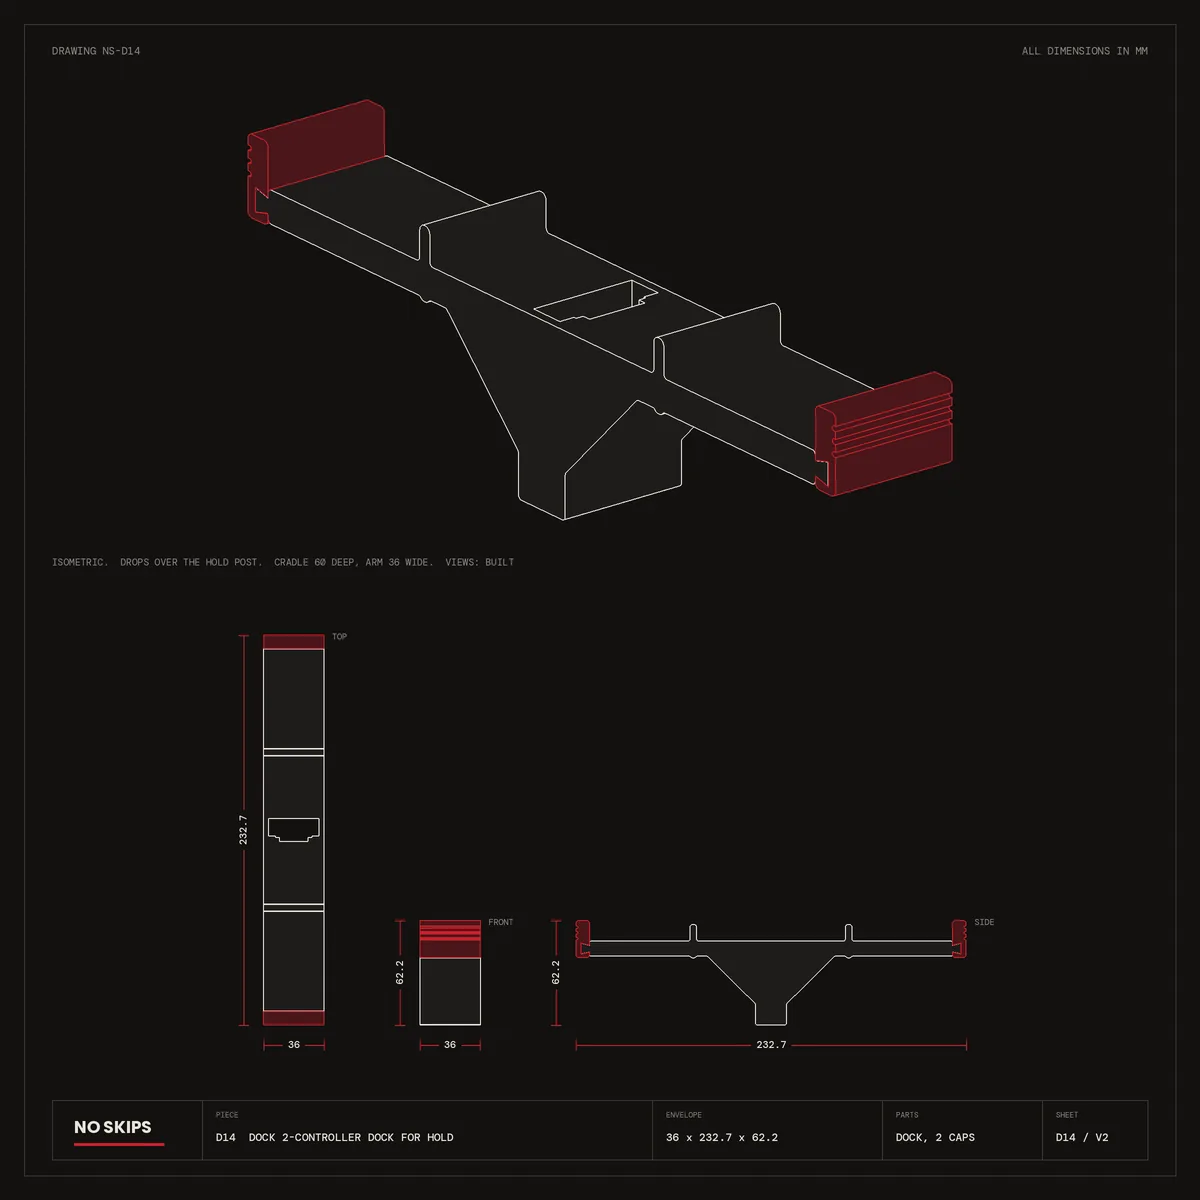 DRAWING NS-D14
ALL DIMENSIONS IN MM
ISOMETRIC. DROPS OVER THE HOLD POST. CRADLE 60 DEEP, ARM 36 WIDE. VIEWS: BUILT
TOP
232.7
36
FRONT
62.2
36
SIDE
62.2
232.7
NO SKIPS
PIECE
D14 DOCK 2-CONTROLLER DOCK FOR HOLD
ENVELOPE
36 x 232.7 x 62.2
PARTS
DOCK, 2 CAPS
SHEET
D14 / V2